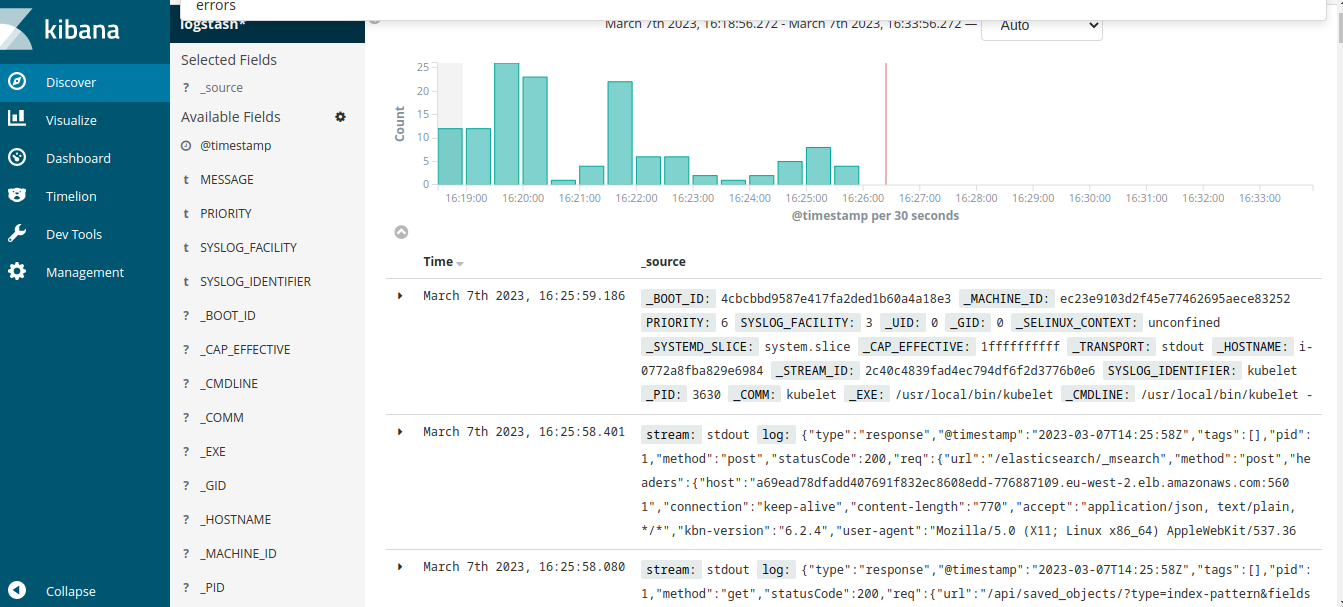 errors
kibana
Discover
Visualize
Dashboard
Timelion
Dev Tools
Management
Collapse
logstash*
Selected Fields
? _source
Available Fields
@timestamp
t MESSAGE
t PRIORITY
t SYSLOG_FACILITY
t SYSLOG_IDENTIFIER
? _BOOT_ID
? _CAP_EFFECTIVE
? _CMDLINE
? _COMM
? _EXE
? _GID
? _HOSTNAME
? _MACHINE_ID
? _PID
March 7th 2023, 16:18:56.272 - March 7th 2023, 16:33:56.272 — Auto
Count
25
20
15
10
5
0
16:19:00 16:20:00 16:21:00 16:22:00 16:23:00 16:24:00 16:25:00 16:26:00 16:27:00 16:28:00 16:29:00 16:30:00 16:31:00 16:32:00 16:33:00
@timestamp per 30 seconds
Time _source
March 7th 2023, 16:25:59.186 _BOOT_ID: 4cbcbbd9587e417fa2ded1b60a4a18e3 _MACHINE_ID: ec23e9103d2f45e77462695aece83252
PRIORITY: 6 SYSLOG_FACILITY: 3 _UID: 0 _GID: 0 _SELINUX_CONTEXT: unconfined
_SYSTEMD_SLICE: system.slice _CAP_EFFECTIVE: 1ffffffffff _TRANSPORT: stdout _HOSTNAME: i-
0772a8fba829e6984 _STREAM_ID: 2c40c4839fad4ec794df6f2d3776b0e6 SYSLOG_IDENTIFIER: kubelet
_PID: 3630 _COMM: kubelet _EXE: /usr/local/bin/kubelet _CMDLINE: /usr/local/bin/kubelet -
March 7th 2023, 16:25:58.401 stream: stdout log: {"type":"response","@timestamp":"2023-03-07T14:25:58Z","tags":[],"pid":
1,"method":"post","statusCode":200,"req":{"url":"/elasticsearch/_msearch","method":"post","he
aders":{"host":"a69ead78dfadd407691f832ec8608edd-776887109.eu-west-2.elb.amazonaws.com:560
1","connection":"keep-alive","content-length":"770","accept":"application/json, text/plain,
*/*","kbn-version":"6.2.4","user-agent":"Mozilla/5.0 (X11; Linux x86_64) AppleWebKit/537.36
March 7th 2023, 16:25:58.080 stream: stdout log: {"type":"response","@timestamp":"2023-03-07T14:25:58Z","tags":[],"pid":
1,"method":"get","statusCode":200,"req":{"url":"/api/saved_objects/?type=index-pattern&fields